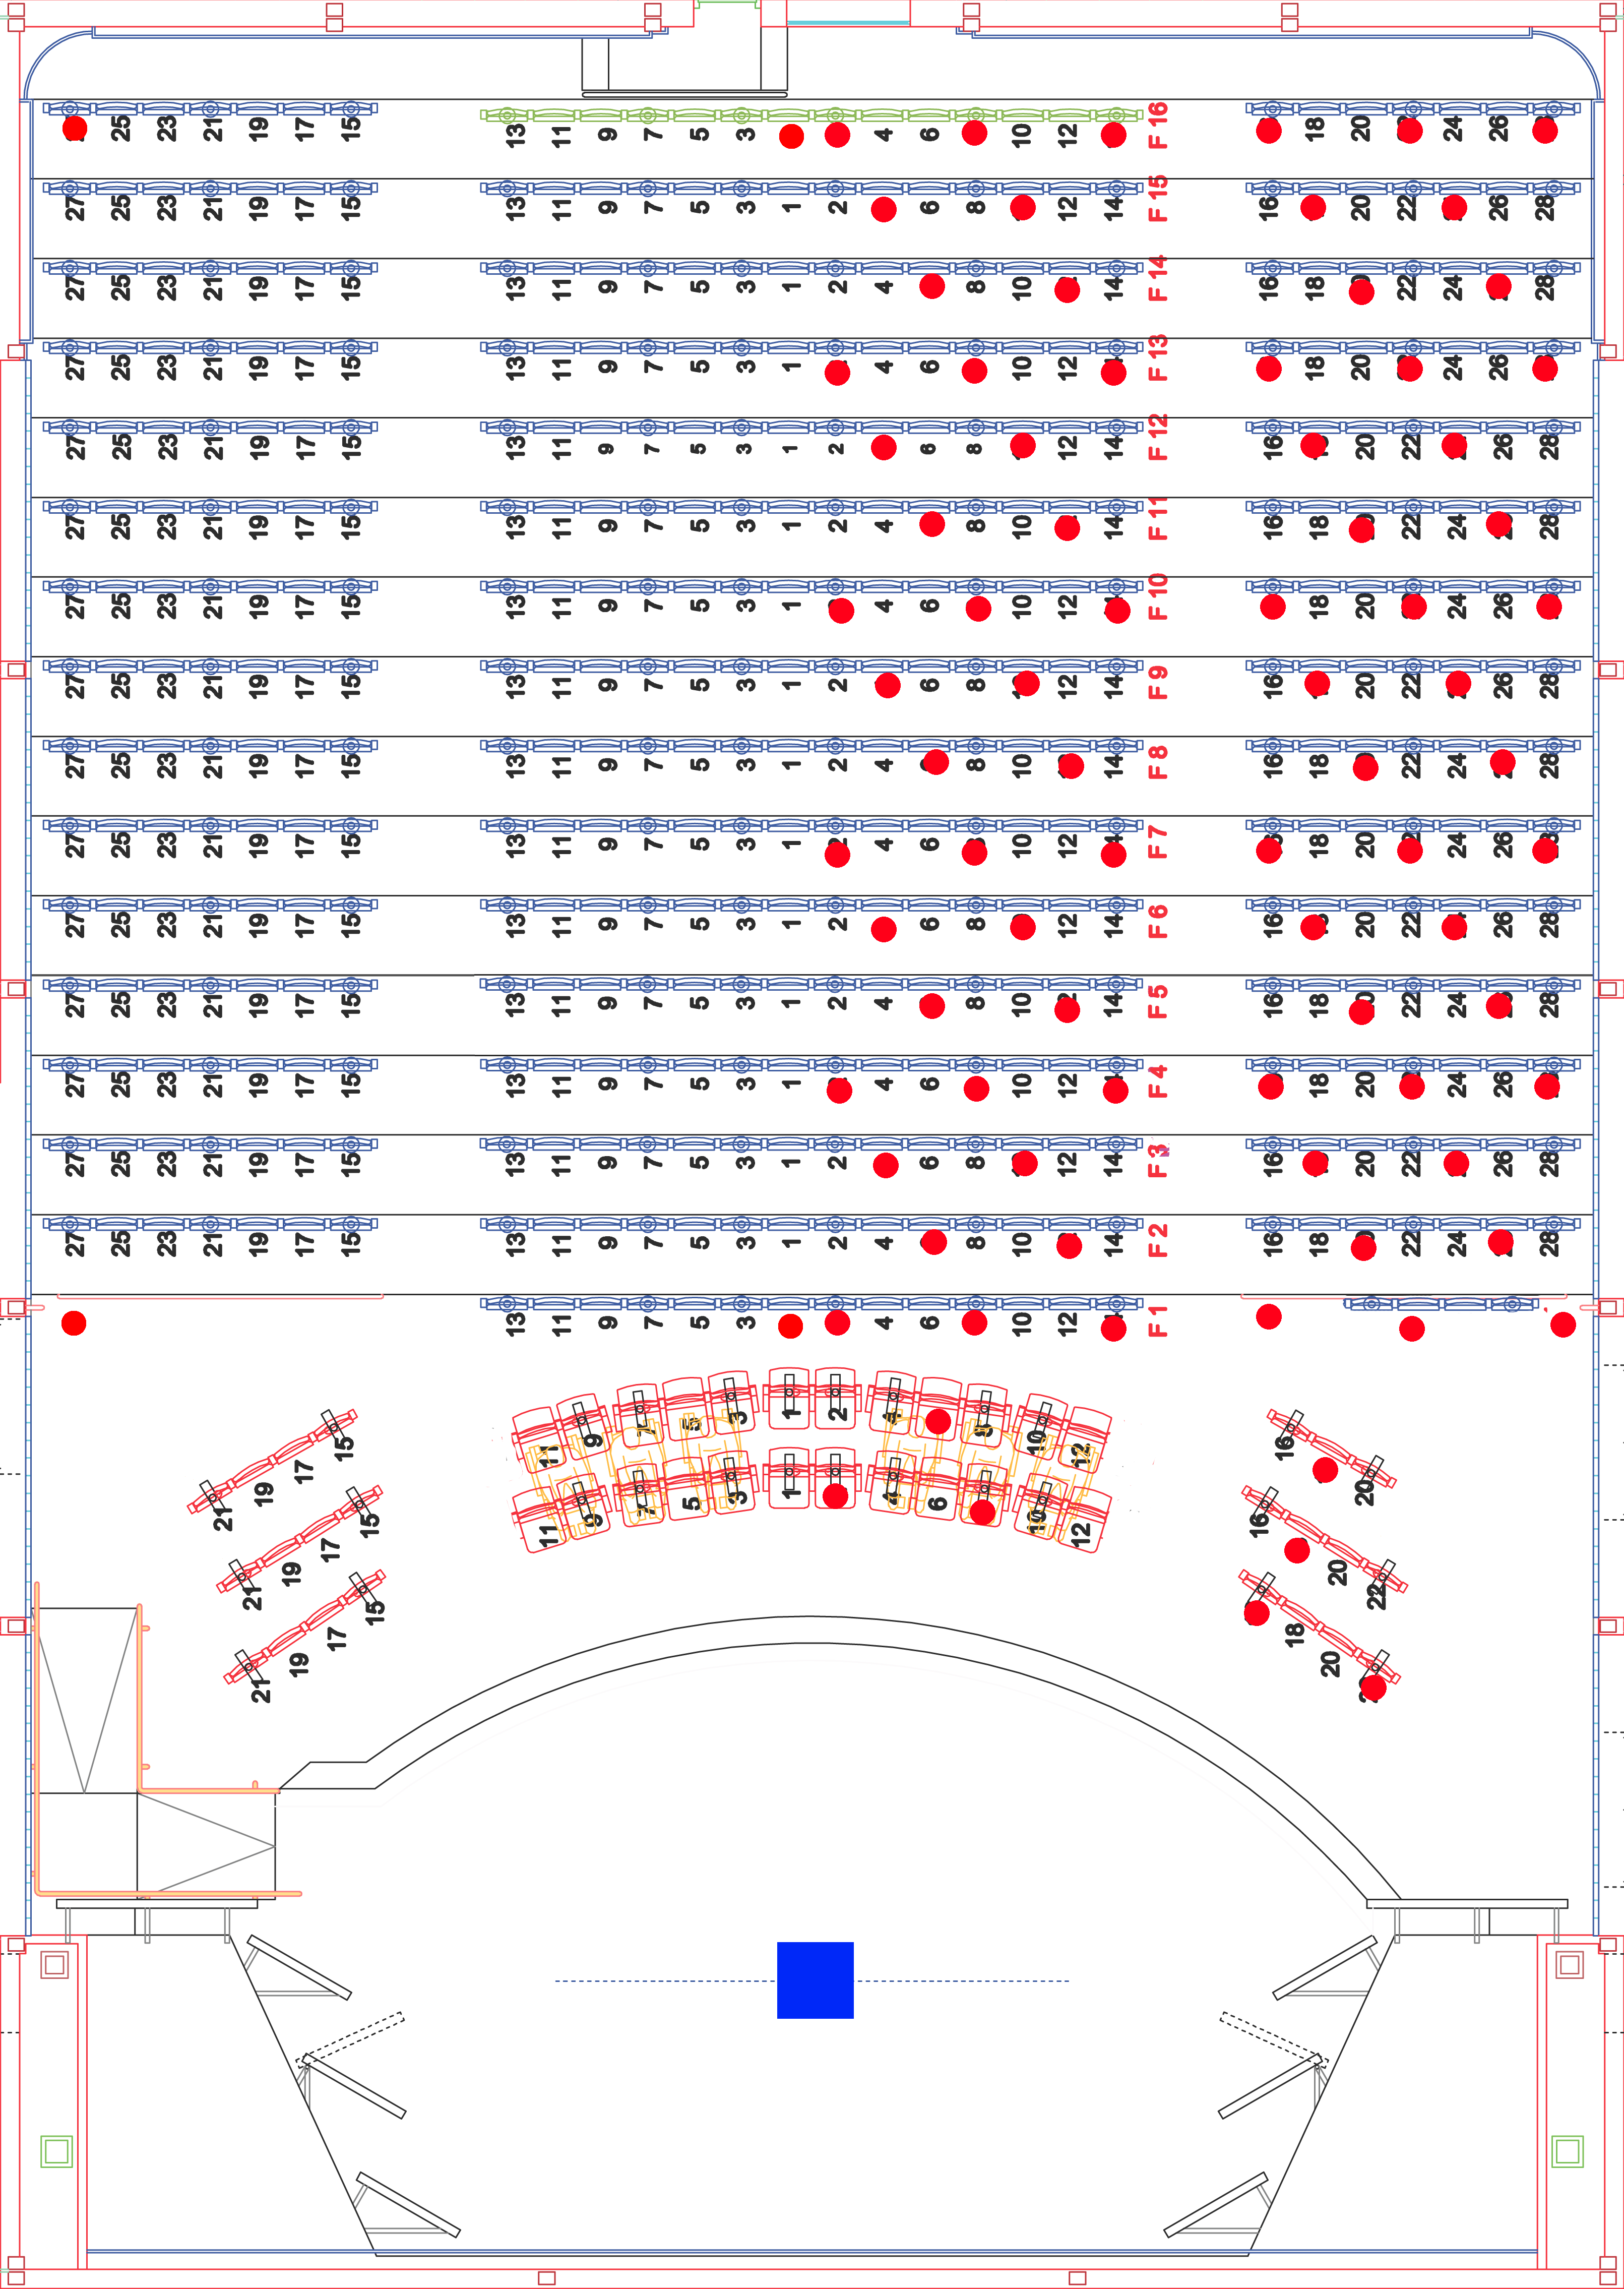 25 23 21 19 17 15 13 11 9 7 5 3 4 6 10 12 F 16 18 20 24 26
27 25 23 21 19 17 15 13 11 9 7 5 3 1 2 6 8 12 14 F 15 16 20 22 26 28
27 25 23 21 19 17 15 13 11 9 7 5 3 1 2 4 8 10 14 F 14 16 18 22 24 28
27 25 23 21 19 17 15 13 11 9 7 5 3 1 4 6 10 12 F 13 18 20 24 26
27 25 23 21 19 17 15 13 11 9 7 5 3 1 2 6 8 12 14 F 12 16 20 22 26 28
27 25 23 21 19 17 15 13 11 9 7 5 3 1 2 4 8 10 14 F 11 16 18 22 24 28
27 25 23 21 19 17 15 13 11 9 7 5 3 1 4 6 10 12 F 10 18 20 24 26
27 25 23 21 19 17 15 13 11 9 7 5 3 1 2 6 8 12 14 F 9 16 20 22 26 28
27 25 23 21 19 17 15 13 11 9 7 5 3 1 2 4 8 10 14 F 8 16 18 22 24 28
27 25 23 21 19 17 15 13 11 9 7 5 3 1 4 6 10 12 F 7 18 20 24 26
27 25 23 21 19 17 15 13 11 9 7 5 3 1 2 6 8 12 14 F 6 16 20 22 26 28
27 25 23 21 19 17 15 13 11 9 7 5 3 1 2 4 8 10 14 F 5 16 18 22 24 28
27 25 23 21 19 17 15 13 11 9 7 5 3 1 4 6 10 12 F 4 18 20 24 26
27 25 23 21 19 17 15 13 11 9 7 5 3 1 2 6 8 12 14 F 3 16 20 22 26 28
27 25 23 21 19 17 15 13 11 9 7 5 3 1 2 4 8 10 14 F 2 16 18 22 24 28
13 11 9 7 5 3 4 6 10 12 F 1
21 19 17 15 11 9 7 5 3 1 2 4 8 10 12 16 20
21 19 17 15 11 9 7 5 3 1 4 6 10 12 16 20 22
21 19 17 15 18 20